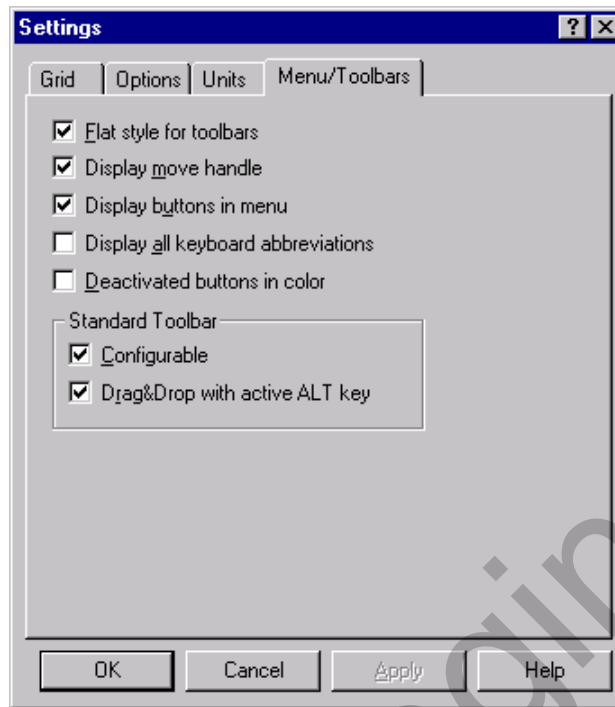 Settings
Grid Options Units Menu/Toolbars
Flat style for toolbars
Display move handle
Display buttons in menu
Display all keyboard abbreviations
Deactivated buttons in color
Standard Toolbar
Configurable
Drag&Drop with active ALT key
OK Cancel Apply Help